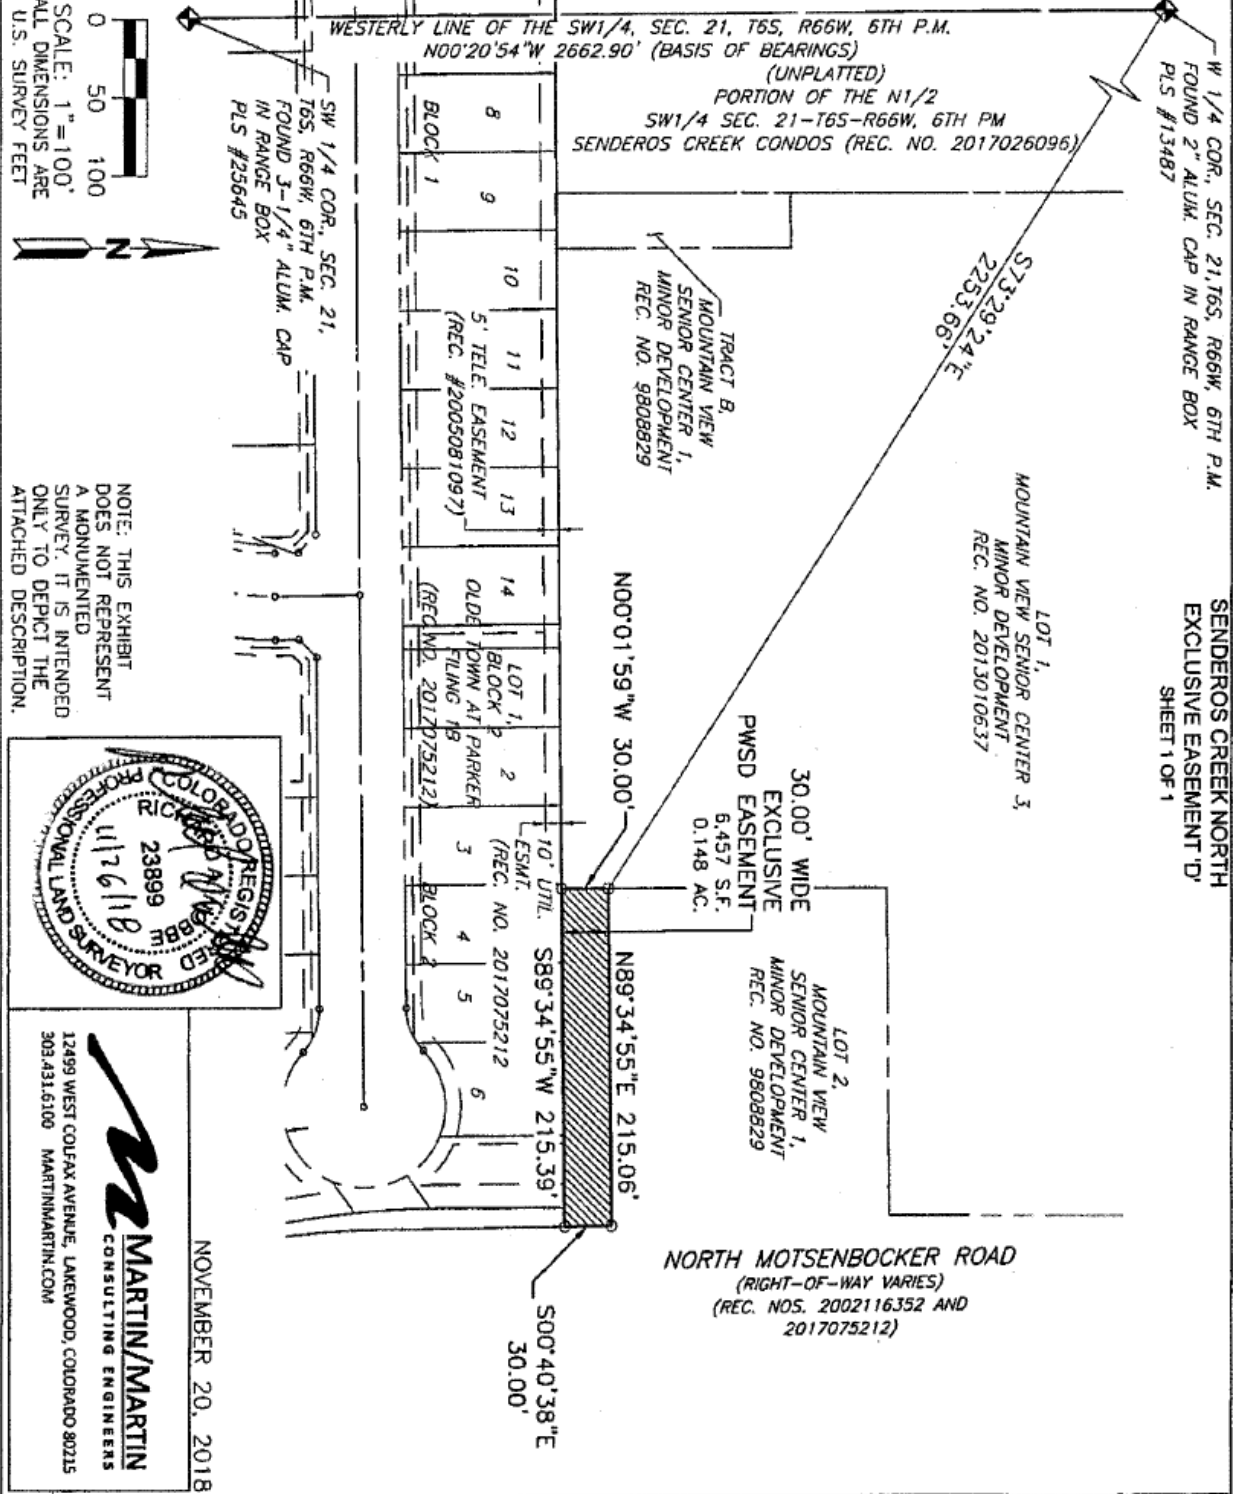 SENDEROS CREEK NORTH
EXCLUSIVE EASEMENT 'D'
SHEET 1 OF 1
W 1/4 COR., SEC. 21,T6S, R66W, 6TH P.M.
FOUND 2" ALUM. CAP IN RANGE BOX
PLS #13487
WESTERLY LINE OF THE SW1/4, SEC. 21, T6S, R66W, 6TH P.M.
N00°20'54"W 2662.90' (BASIS OF BEARINGS)
(UNPLATTED)
PORTION OF THE N1/2
SW1/4 SEC. 21-T6S-R66W, 6TH PM
SENDEROS CREEK CONDOS (REC. NO. 2017026096)
S73°29'24"E
2253.66'
LOT 1,
MOUNTAIN VIEW SENIOR CENTER 3,
MINOR DEVELOPMENT
REC. NO. 2013010637
TRACT B,
MOUNTAIN VIEW
SENIOR CENTER 1,
MINOR DEVELOPMENT
REC. NO. 9808829
LOT 2,
MOUNTAIN VIEW
SENIOR CENTER 1,
MINOR DEVELOPMENT
REC. NO. 9808829
30.00' WIDE
EXCLUSIVE
PWSD EASEMENT
6,457 S.F.
0.148 AC.
N00°01'59"W 30.00'
N89°34'55"E 215.06'
S89°34'55"W 215.39'
S00°40'38"E
30.00'
NORTH MOTSENBOCKER ROAD
(RIGHT-OF-WAY VARIES)
(REC. NOS. 2002116352 AND
2017075212)
10' UTIL.
ESMT.
(REC. NO. 2017075212
8
9
10
11
12
13
14
BLOCK 1
5' TELE. EASEMENT
(REC. #2005081097)
LOT 1,
BLOCK 2
2
3
4
5
6
OLDE TOWN AT PARKER
FILING 1B
(REC. NO. 2017075212)
BLOCK 2
SW 1/4 COR., SEC. 21,
T6S, R66W, 6TH P.M.
FOUND 3-1/4" ALUM. CAP
IN RANGE BOX
PLS #25645
0 50 100
SCALE: 1"=100'
ALL DIMENSIONS ARE
U.S. SURVEY FEET
N
NOTE: THIS EXHIBIT
DOES NOT REPRESENT
A MONUMENTED
SURVEY. IT IS INTENDED
ONLY TO DEPICT THE
ATTACHED DESCRIPTION.
COLORADO REGISTERED
23899
11/26/18
PROFESSIONAL LAND SURVEYOR
NOVEMBER 20, 2018
MARTIN/MARTIN
CONSULTING ENGINEERS
12499 WEST COLFAX AVENUE, LAKEWOOD, COLORADO 80215
303.431.6100 MARTINMARTIN.COM